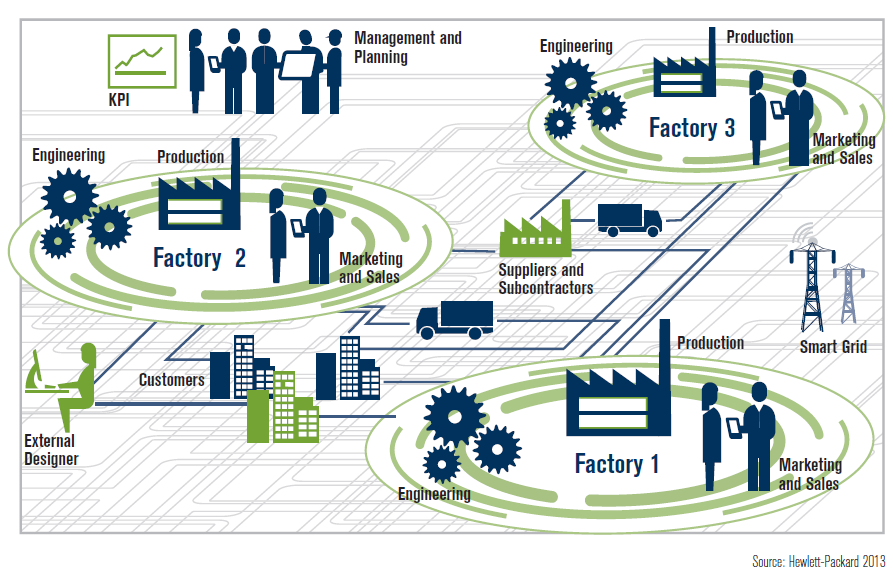 Management and
Planning
KPI
Engineering
Production
Factory 3
Marketing
and Sales
Engineering
Production
Factory 2
Marketing
and Sales
Suppliers and
Subcontractors
Smart Grid
Customers
External
Designer
Production
Factory 1
Marketing
and Sales
Engineering
Source: Hewlett-Packard 2013